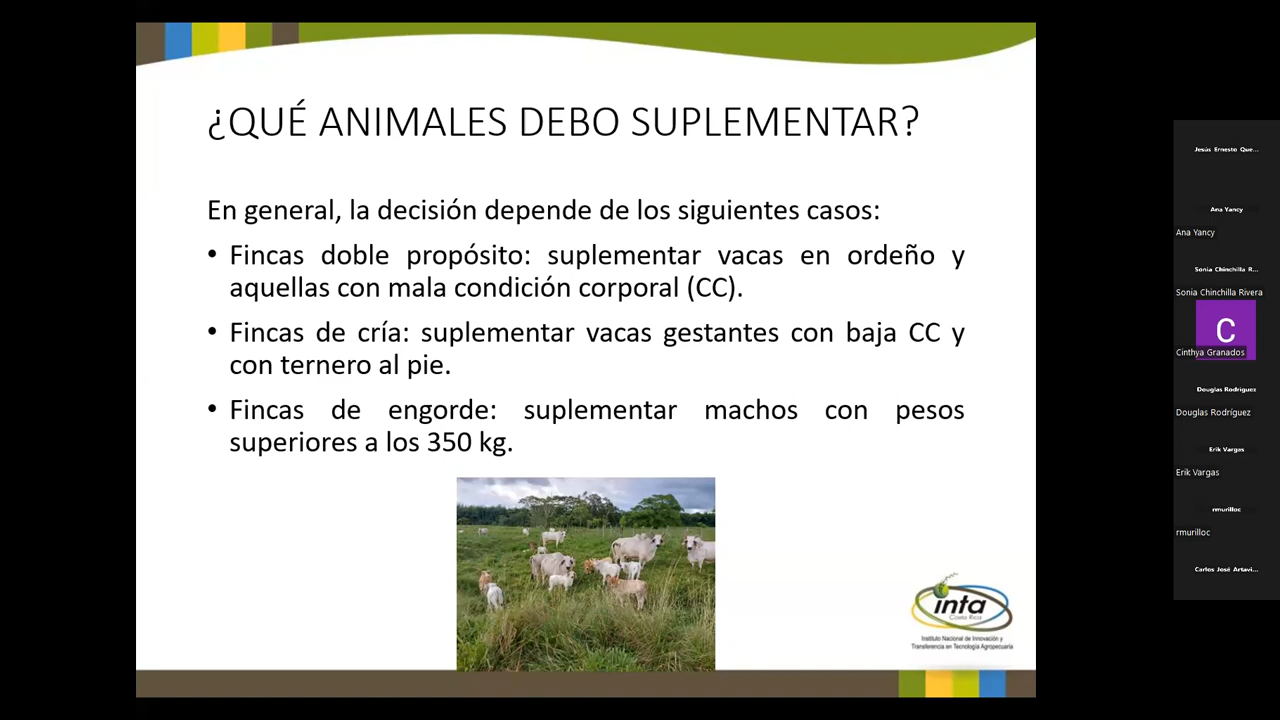 ¿QUÉ ANIMALES DEBO SUPLEMENTAR?
En general, la decisión depende de los siguientes casos:
• Fincas doble propósito: suplementar vacas en ordeño y
aquellas con mala condición corporal (CC).
• Fincas de cría: suplementar vacas gestantes con baja CC y
con ternero al pie.
• Fincas de engorde: suplementar machos con pesos
superiores a los 350 kg.
inta
Costa Rica
Instituto Nacional de Innovación y
Transferencia en Tecnología Agropecuaria
Jesús Ernesto Que...
Ana Yancy
Ana Yancy
Sonia Chinchilla R...
Sonia Chinchilla Rivera
C
Cinthya Granados
Douglas Rodríguez
Douglas Rodríguez
Erik Vargas
Erik Vargas
rmurilloc
rmurilloc
Carlos José Artavi...